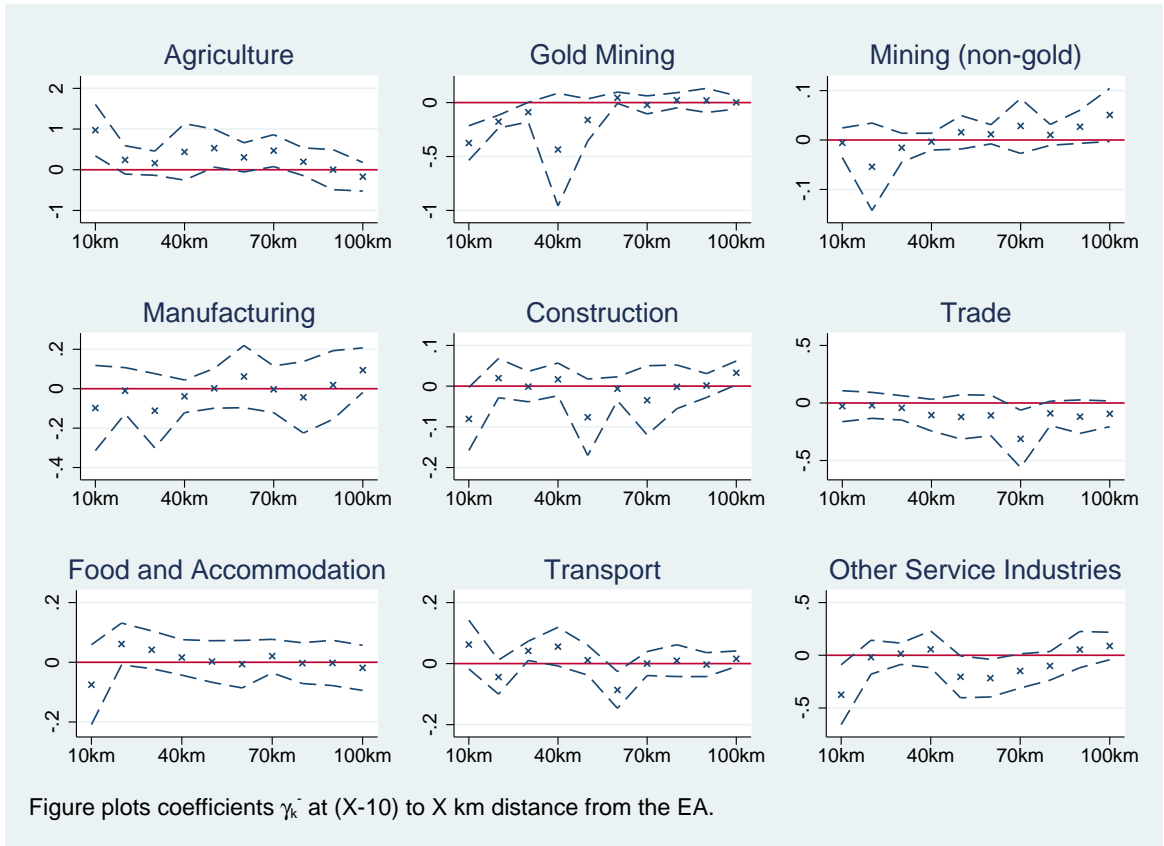 Agriculture
2
1
0
-1
10km 40km 70km 100km
Gold Mining
0
-.5
-1
10km 40km 70km 100km
Mining (non-gold)
.1
0
-.1
10km 40km 70km 100km
Manufacturing
.2
0
-.2
-.4
10km 40km 70km 100km
Construction
.1
0
-.1
-.2
10km 40km 70km 100km
Trade
.5
0
-.5
10km 40km 70km 100km
Food and Accommodation
.2
0
-.2
10km 40km 70km 100km
Transport
.2
0
-.2
10km 40km 70km 100km
Other Service Industries
.5
0
-.5
10km 40km 70km 100km
Figure plots coefficients γₖ⁻ at (X-10) to X km distance from the EA.